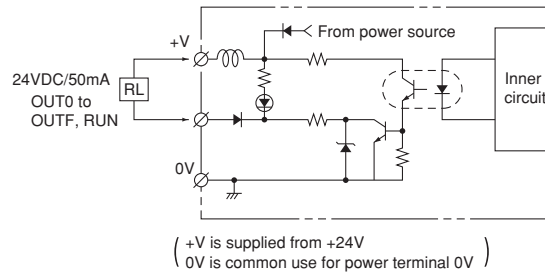 +V
From power source
24VDC/50mA
OUT0 to
OUTF, RUN
RL
Inner
circuit
0V
( +V is supplied from +24V
0V is common use for power terminal 0V )